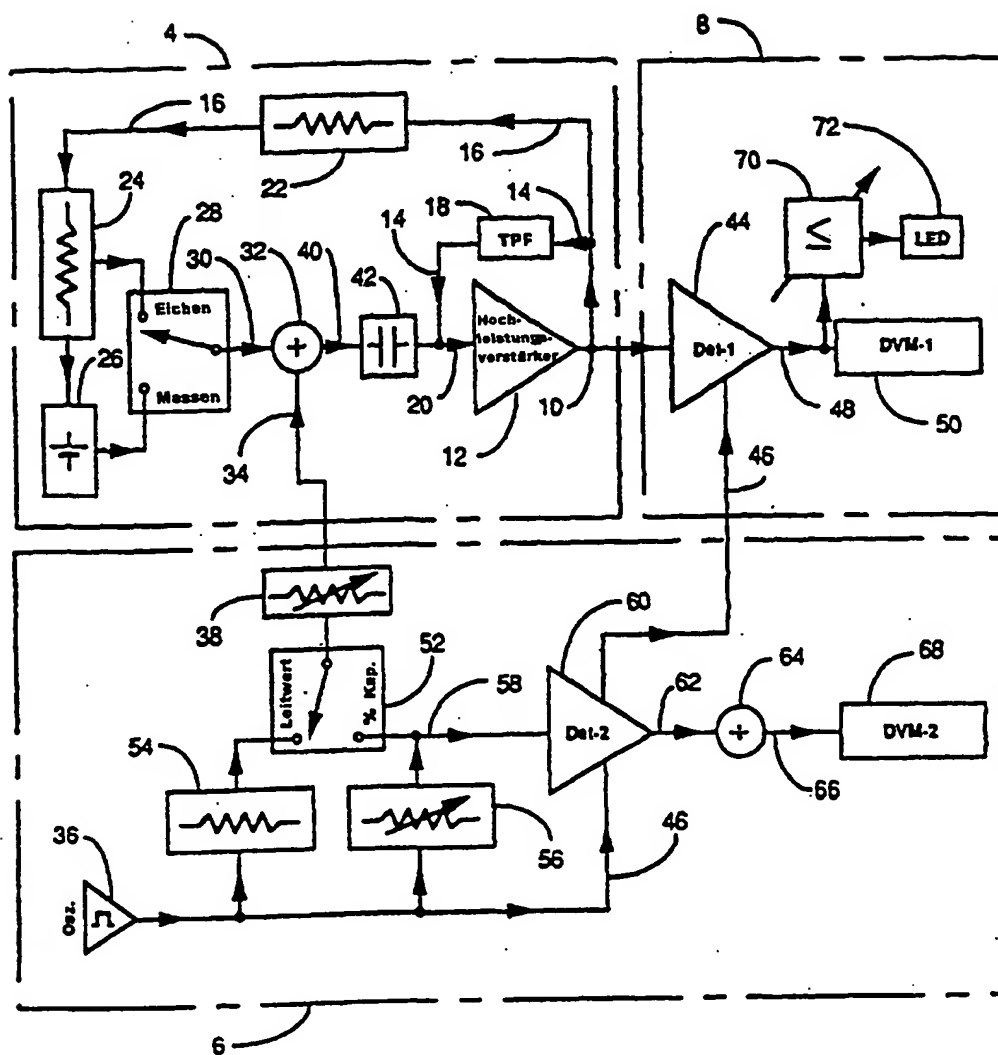 4
8
16
16
22
24
28
Eichen
Messen
26
30
32
40
42
14
18
TPF
14
Hoch-
leistungs-
verstärker
20
12
10
34
44
Det-1
46
48
70
≤
72
LED
DVM-1
50
38
52
Leitwert
% Kap.
58
54
56
36
Osz.
60
Det-2
46
62
64
÷
66
68
DVM-2
6
+